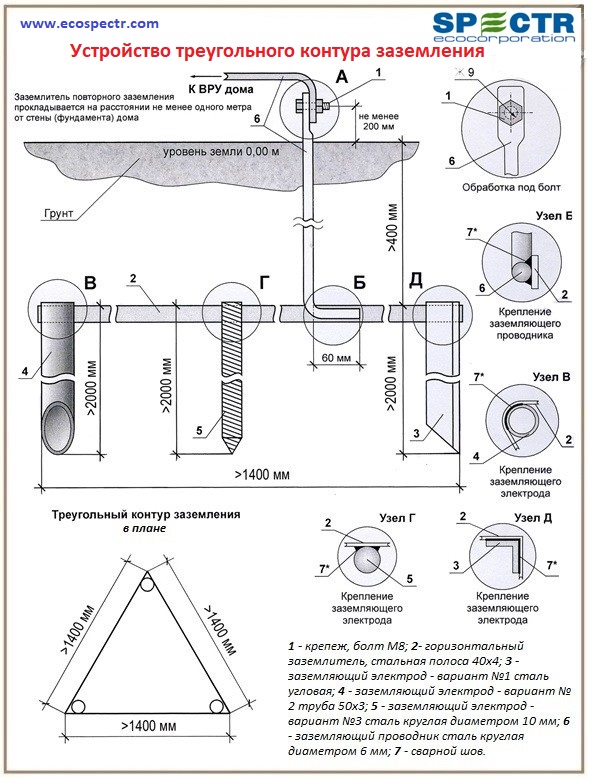 www.ecospectr.com
SPECTR
ecocorporation
Устройство треугольного контура заземления
К ВРУ дома
А
1
9
Заземлитель повторного заземления
прокладывается на расстоянии не менее одного метра
от стены (фундамента) дома
6
не менее
200 мм
1
6
уровень земли 0,00 м
Обработка под болт
Грунт
>400 мм
Узел Б
7*
6
2
Крепление
заземляющего
проводника
В
2
Г
Б
Д
60 мм
4
>2000 мм
>2000 мм
5
3
>2000 мм
Узел В
7*
2
4
Крепление
заземляющего
электрода
>1400 мм
Треугольный контур заземления
в плане
>1400 мм
>1400 мм
>1400 мм
Узел Г
2
7*
5
Крепление
заземляющего
электрода
Узел Д
2
3
7*
Крепление
заземляющего
электрода
1 - крепеж, болт М8; 2- горизонтальный
заземлитель, стальная полоса 40х4; 3 -
заземляющий электрод - вариант №1 сталь
угловая; 4 - заземляющий электрод - вариант №
2 труба 50х3; 5 - заземляющий электрод -
вариант №3 сталь круглая диаметром 10 мм; 6
- заземляющий проводник сталь круглая
диаметром 6 мм; 7 - сварной шов.